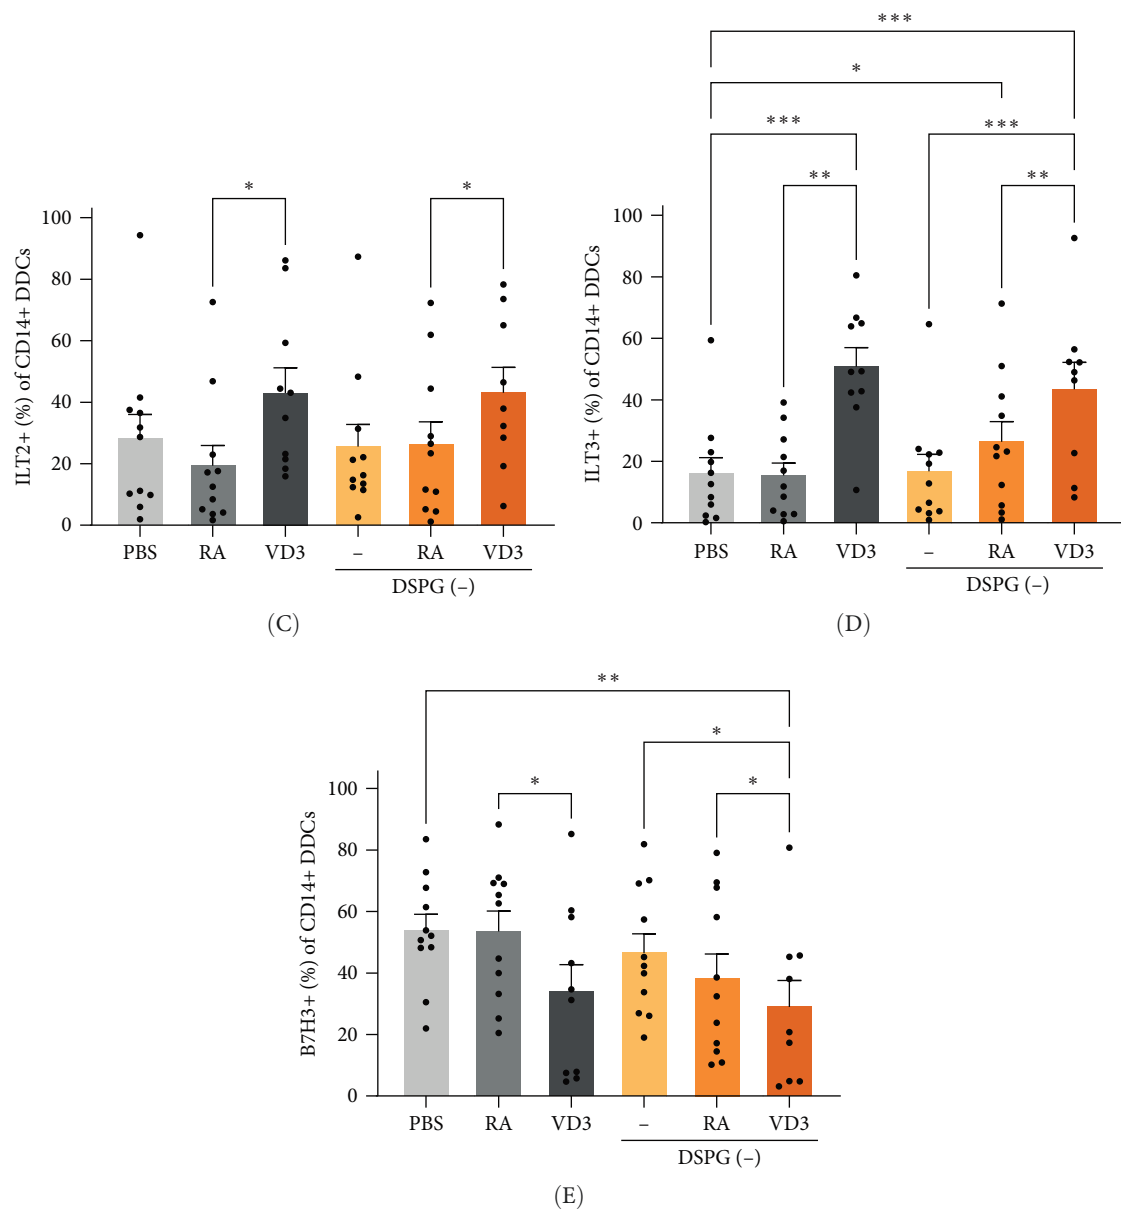 * *
ILT2+ (%) of CD14+ DDCs
100
80
60
40
20
0
PBS RA VD3 – RA VD3
DSPG (–)
(C)
***
*
*** ***
** **
ILT3+ (%) of CD14+ DDCs
100
80
60
40
20
0
PBS RA VD3 – RA VD3
DSPG (–)
(D)
**
*
* *
B7H3+ (%) of CD14+ DDCs
100
80
60
40
20
0
PBS RA VD3 – RA VD3
DSPG (–)
(E)